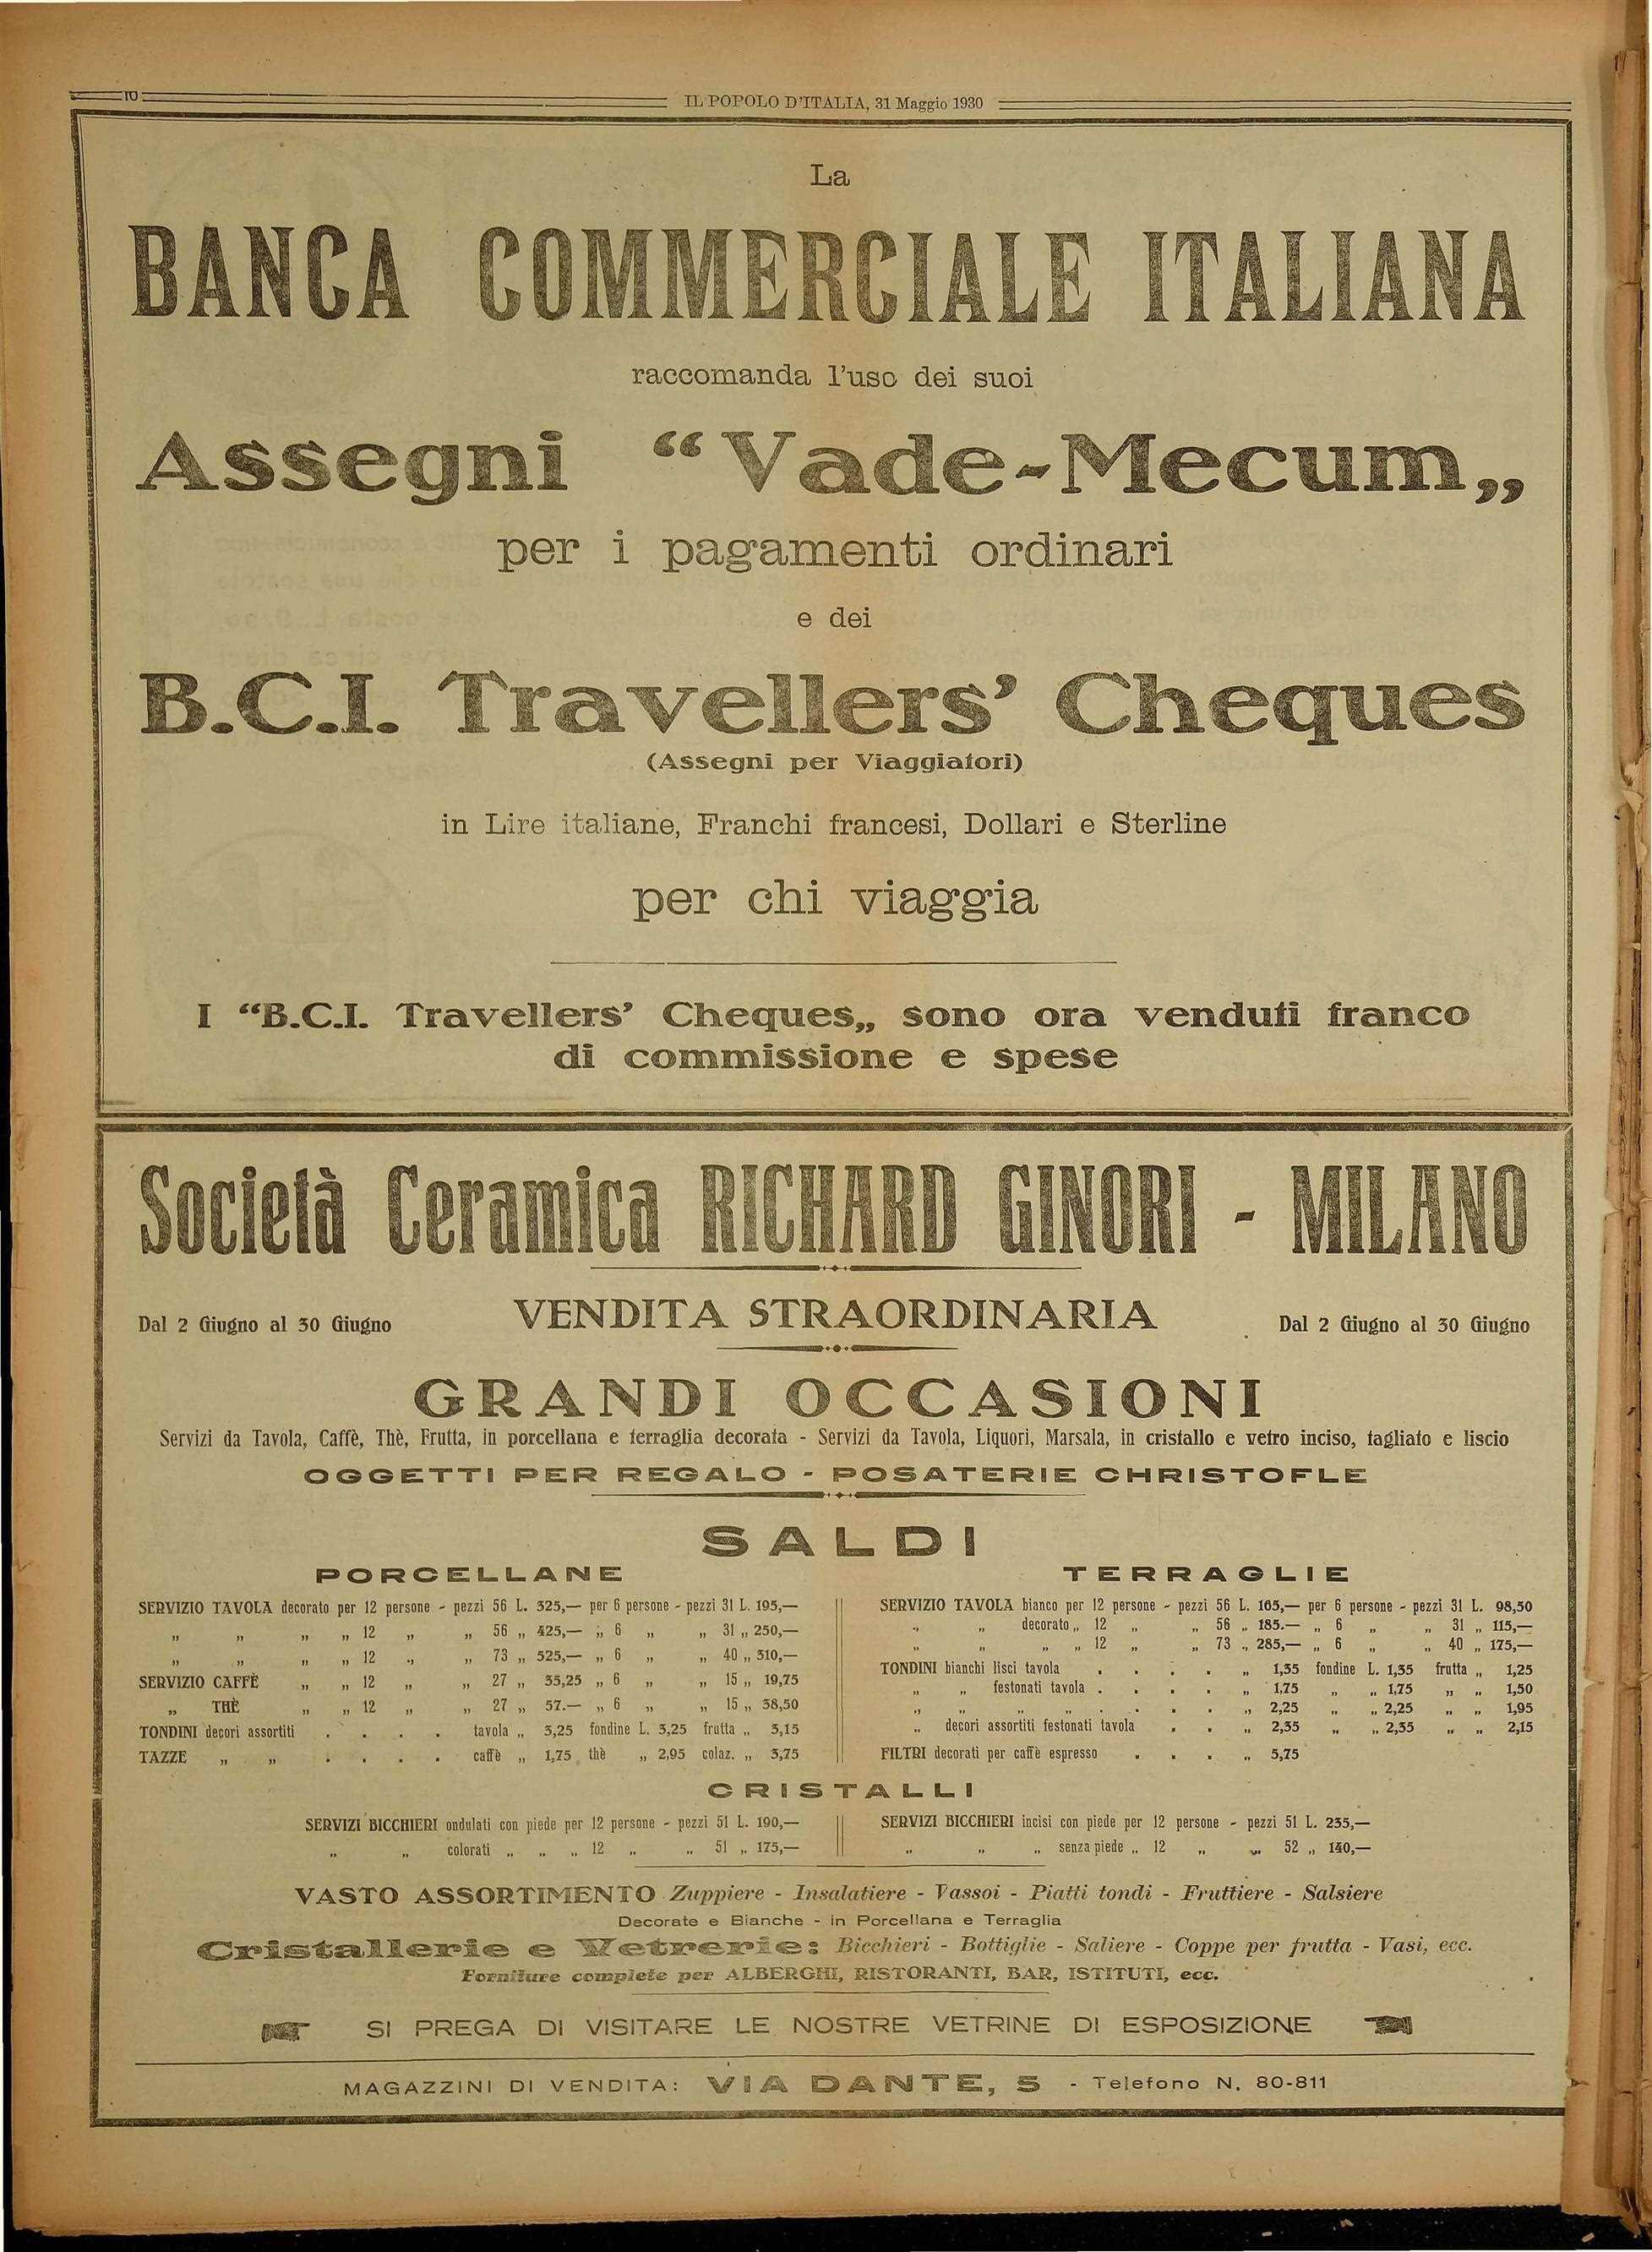 10
IL POPOLO D'ITALIA, 31 Maggio 1930
La
BANCA COMMERCIALE ITALIANA
raccomanda l'uso dei suoi
Assegni “Vade-Mecum„
per i pagamenti ordinari
e dei
B.C.I. Travellers’ Cheques
(Assegni per Viaggiatori)
in Lire italiane, Franchi francesi, Dollari e Sterline
per chi viaggia
I “B.C.I. Travellers’ Cheques„ sono ora venduti franco
di commissione e spese
Società Ceramica RICHARD GINORI - MILANO
Dal 2 Giugno al 30 Giugno VENDITA STRAORDINARIA Dal 2 Giugno al 30 Giugno
GRANDI OCCASIONI
Servizi da Tavola, Caffè, Thè, Frutta, in porcellana e terraglia decorata - Servizi da Tavola, Liquori, Marsala, in cristallo e vetro inciso, tagliato e liscio
OGGETTI PER REGALO - POSATERIE CHRISTOFLE
SALDI
PORCELLANE
SERVIZIO TAVOLA decorato per 12 persone - pezzi 56 L. 325,— per 6 persone - pezzi 31 L. 195,—
„ „ „ „ 12 „ „ 56 „ 425,— „ 6 „ „ 31 „ 250,—
„ „ „ „ 12 „ „ 73 „ 525,— „ 6 „ „ 40 „ 310,—
SERVIZIO CAFFÈ „ „ 12 „ „ 27 „ 35,25 „ 6 „ „ 15 „ 19,75
„ THÈ „ „ 12 „ „ 27 „ 57.— „ 6 „ „ 15 „ 38,50
TONDINI decori assortiti . . . . tavola „ 3,25 fondine L. 3,25 frutta „ 3,15
TAZZE „ „ . . . . caffè „ 1,75 thè „ 2,95 colaz. „ 3,75
TERRAGLIE
SERVIZIO TAVOLA bianco per 12 persone - pezzi 56 L. 165,— per 6 persone - pezzi 31 L. 98,50
„ „ decorato „ 12 „ „ 56 „ 185.— „ 6 „ „ 31 „ 115,—
„ „ „ „ 12 „ „ 73 „ 285,— „ 6 „ „ 40 „ 175,—
TONDINI bianchi lisci tavola . . . . „ 1,35 fondine L. 1,35 frutta „ 1,25
„ „ festonati tavola . . . . „ 1,75 „ „ 1,75 „ „ 1,50
„ „ „ „ . . . . „ 2,25 „ „ 2,25 „ „ 1,95
„ decori assortiti festonati tavola . . „ 2,35 „ „ 2,35 „ „ 2,15
FILTRI decorati per caffè espresso . . . „ 5,75
CRISTALLI
SERVIZI BICCHIERI ondulati con piede per 12 persone - pezzi 51 L. 190,—
„ „ colorati „ „ „ 12 „ „ 51 „ 175,—
SERVIZI BICCHIERI incisi con piede per 12 persone - pezzi 51 L. 235,—
„ „ „ senza piede „ 12 „ „ 52 „ 140,—
VASTO ASSORTIMENTO Zuppiere - Insalatiere - Vassoi - Piatti tondi - Fruttiere - Salsiere
Decorate e Bianche - in Porcellana e Terraglia
Cristallerie e Vetrerie: Bicchieri - Bottiglie - Saliere - Coppe per frutta - Vasi, ecc.
Forniture complete per ALBERGHI, RISTORANTI, BAR, ISTITUTI, ecc.
SI PREGA DI VISITARE LE NOSTRE VETRINE DI ESPOSIZIONE
MAGAZZINI DI VENDITA: VIA DANTE, 5 - Telefono N. 80-811